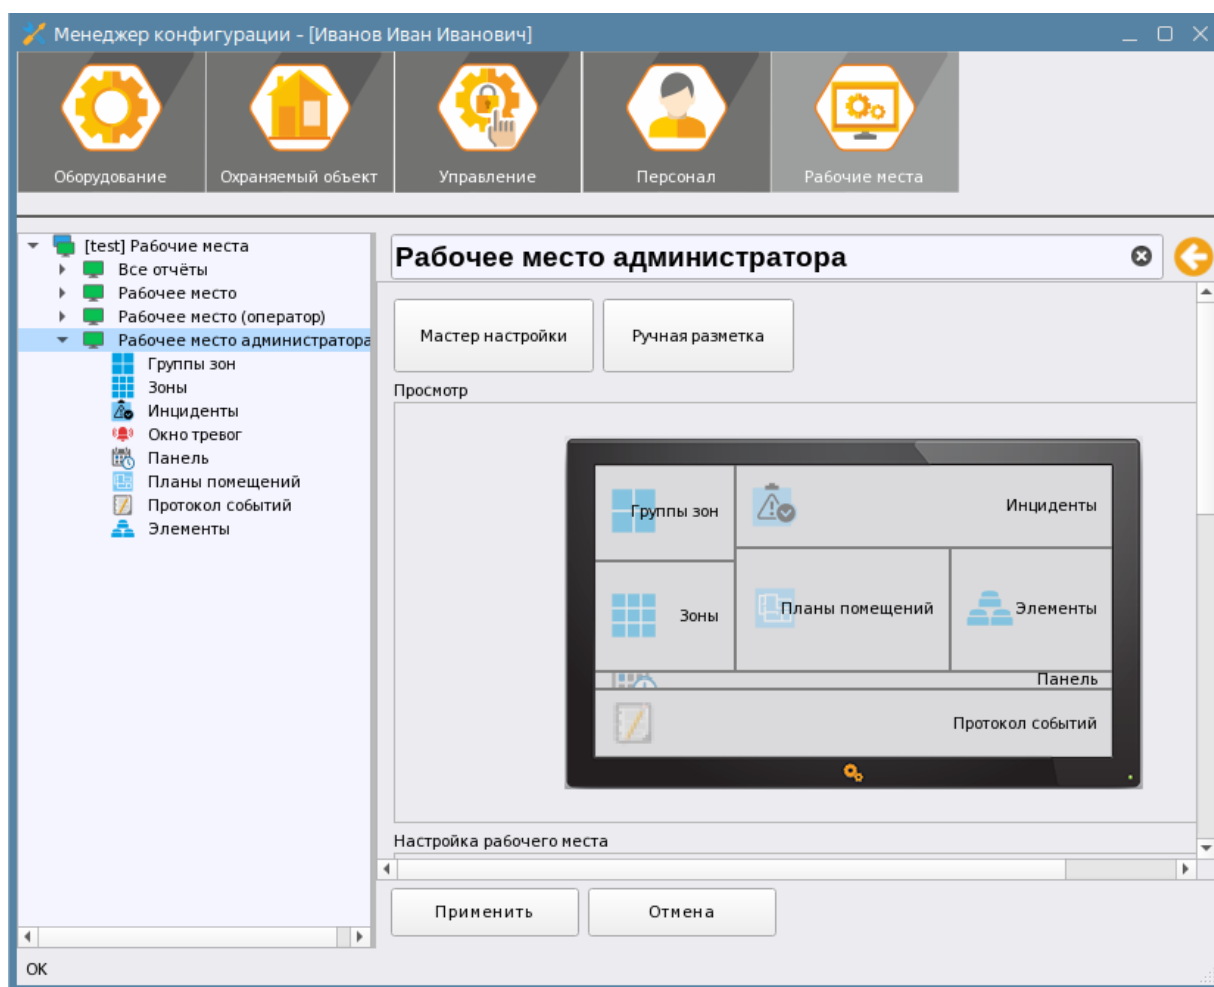 Менеджер конфигурации - [Иванов Иван Иванович]
Оборудование
Охраняемый объект
Управление
Персонал
Рабочие места
[test] Рабочие места
Все отчёты
Рабочее место
Рабочее место (оператор)
Рабочее место администратора
Группы зон
Зоны
Инциденты
Окно тревог
Панель
Планы помещений
Протокол событий
Элементы
Рабочее место администратора
Мастер настройки
Ручная разметка
Просмотр
Группы зон
Инциденты
Зоны
Планы помещений
Элементы
Панель
Протокол событий
Настройка рабочего места
Применить
Отмена
OK